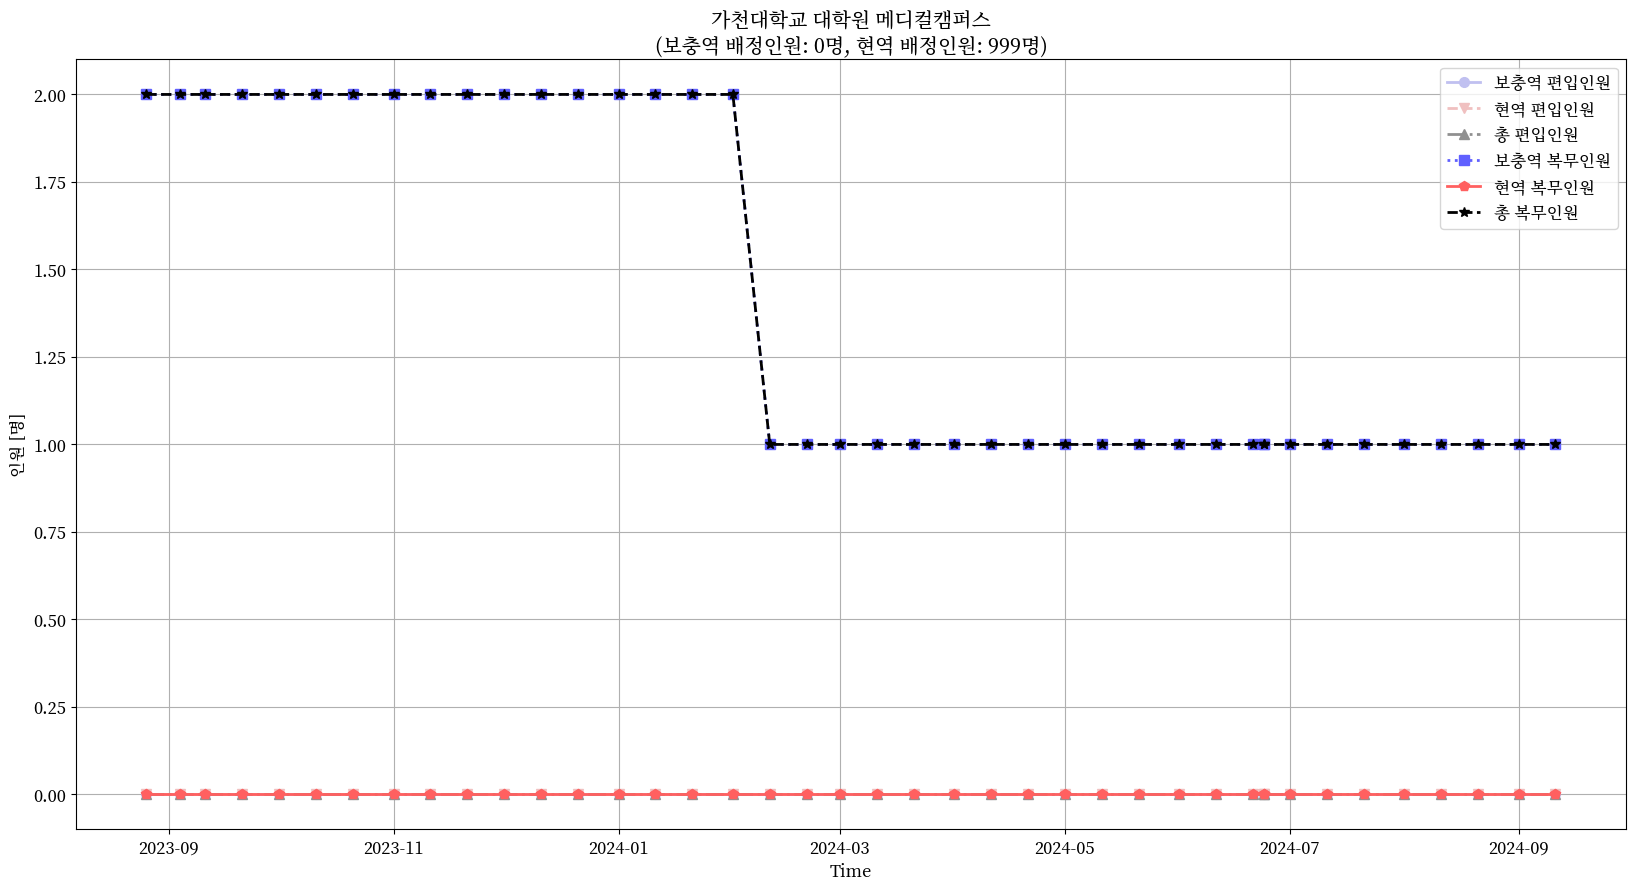 가천대학교 대학원 메디컬캠퍼스
(보충역 배정인원: 0명, 현역 배정인원: 999명)
보충역 편입인원
현역 편입인원
총 편입인원
보충역 복무인원
현역 복무인원
총 복무인원
인원 [명]
2.00
1.75
1.50
1.25
1.00
0.75
0.50
0.25
0.00
2023-09 2023-11 2024-01 2024-03 2024-05 2024-07 2024-09
Time